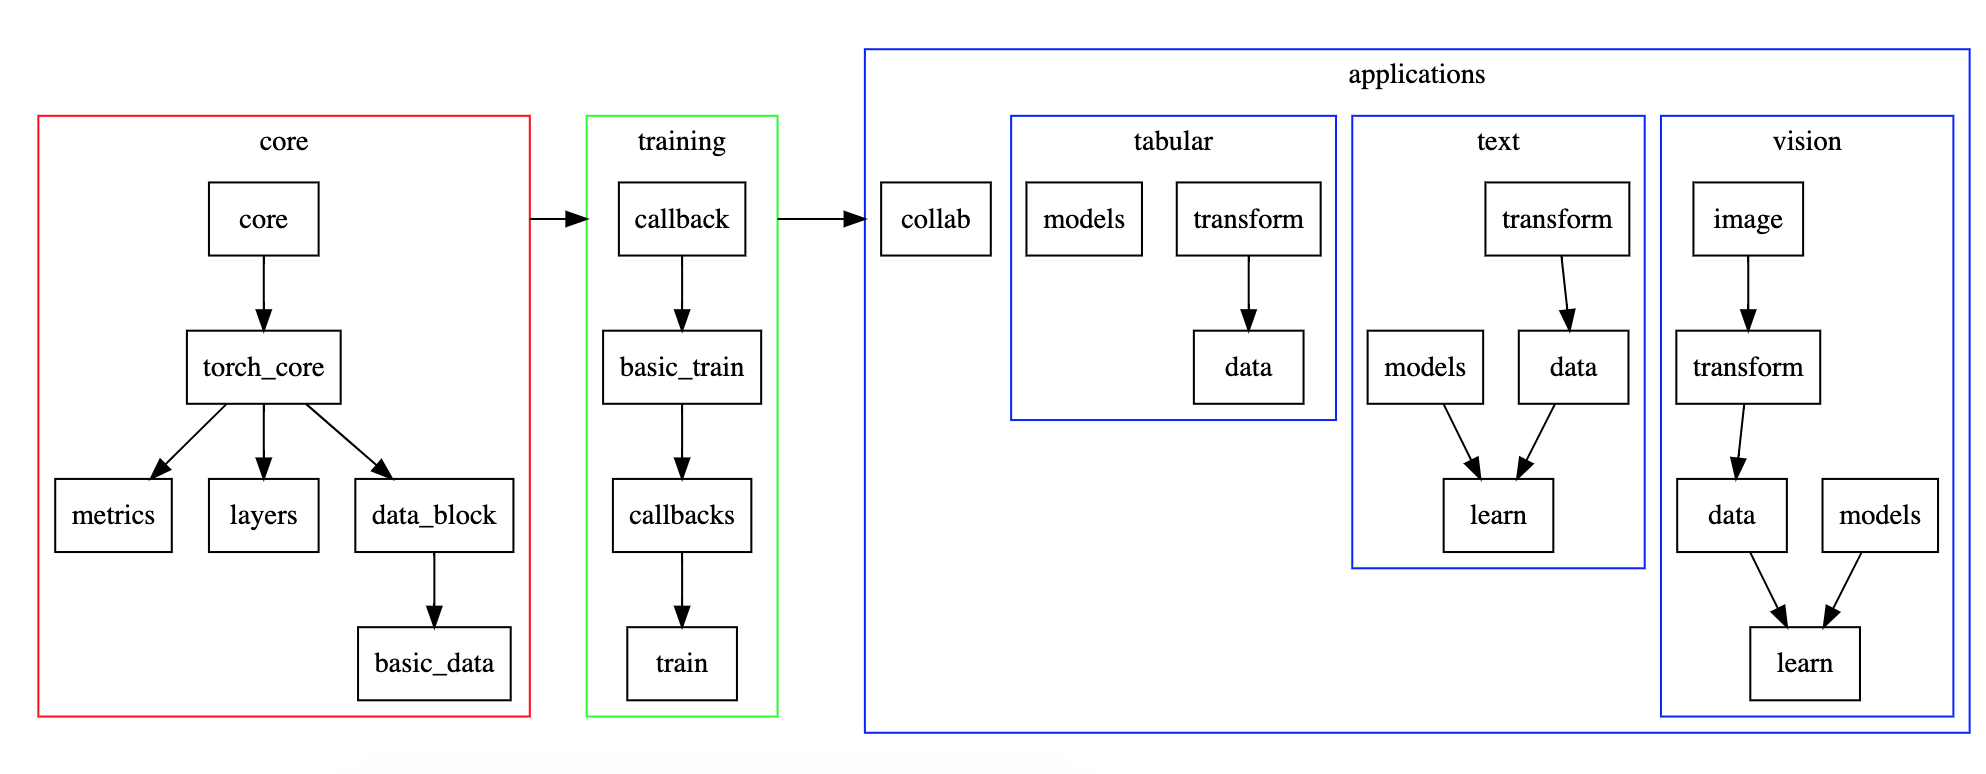 applications
core
training
tabular
text
vision
core
callback
collab
models
transform
transform
image
torch_core
basic_train
data
models
data
transform
metrics
layers
data_block
callbacks
learn
data
models
basic_data
train
learn